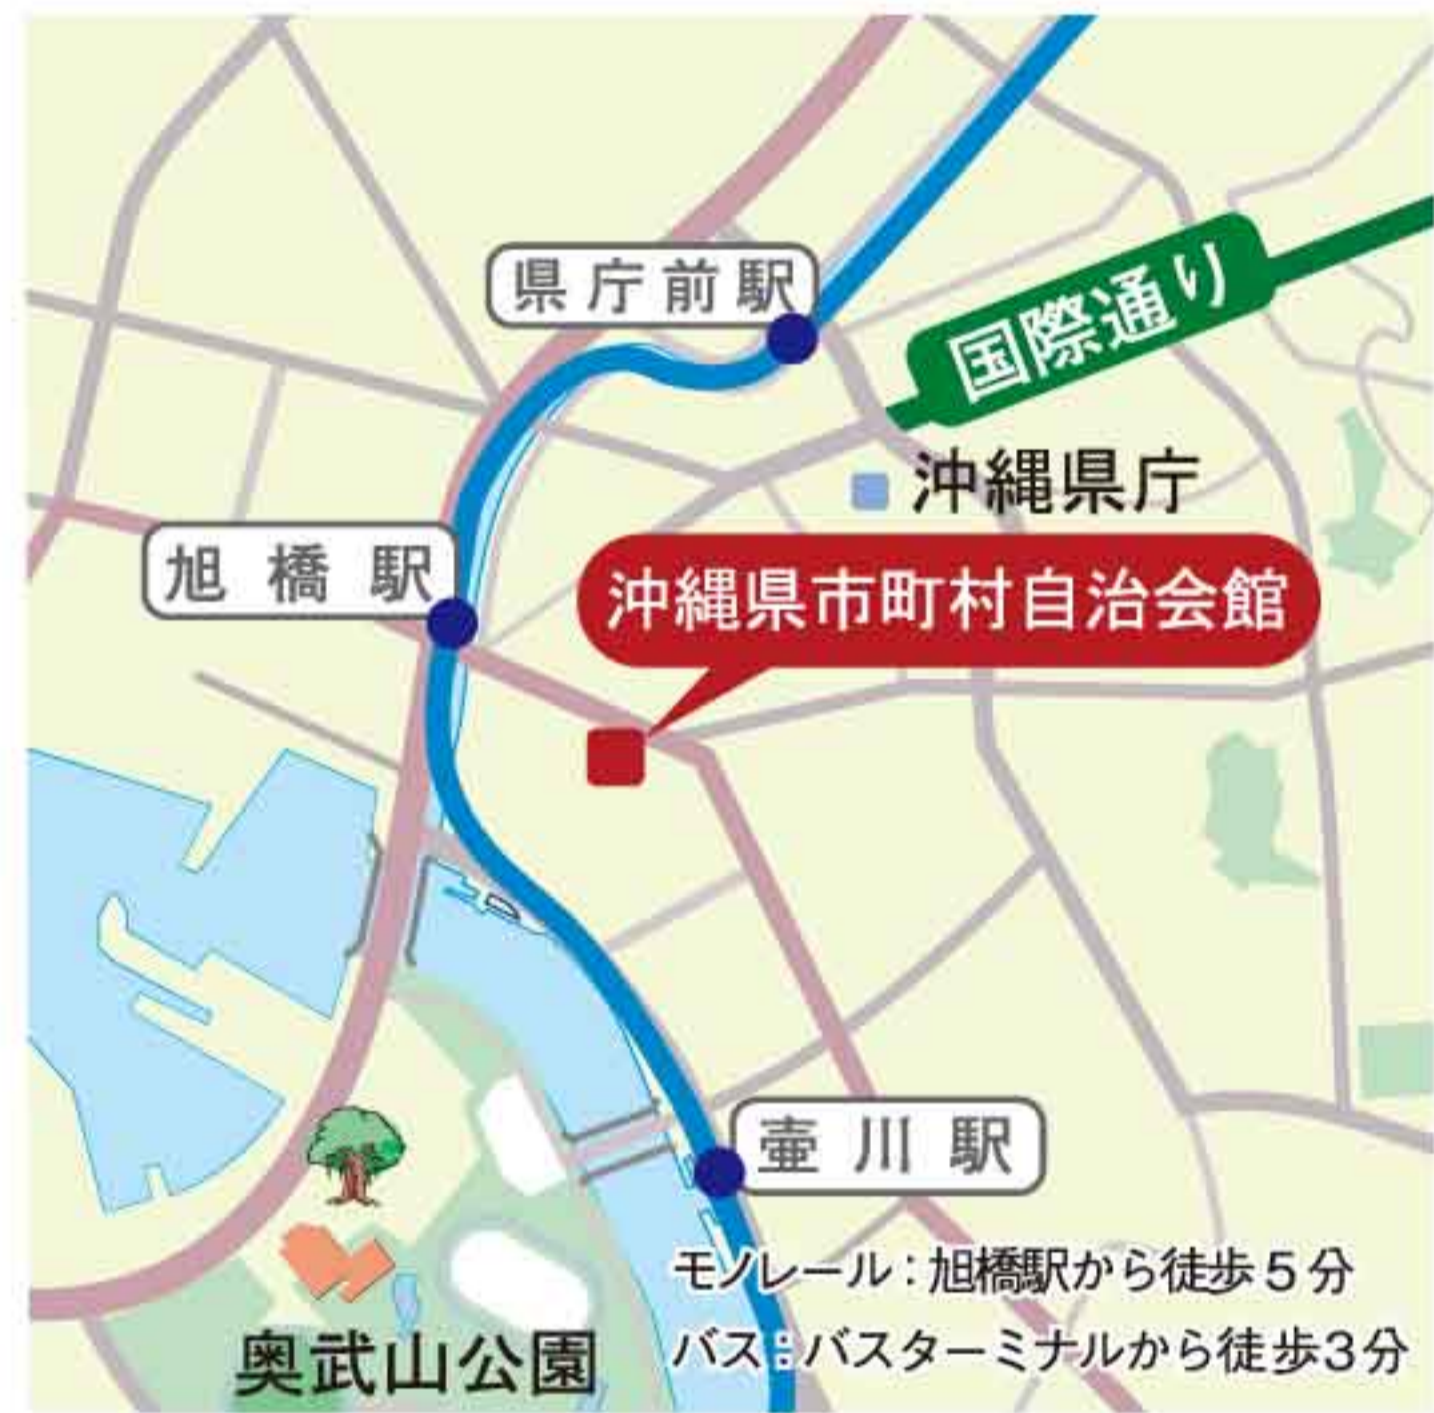 県庁前駅
国際通り
沖縄県庁
旭橋駅
沖縄県市町村自治会館
壷川駅
モノレール：旭橋駅から徒歩5分
バス：バスターミナルから徒歩3分
奥武山公園